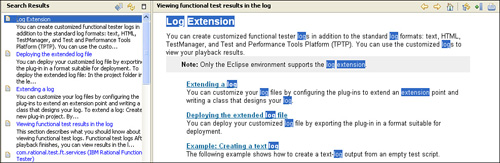 Search Results
Log Extension
You can create customized functional tester logs in
addition to the standard log formats: text, HTML,
TestManager, and Test and Performance Tools Platform
(TPTP). You can use the custo...
Deploying the extended log file
You can deploy your customized log file by exporting
the plug-in in a format suitable for deployment. To
deploy the extended log file: In the project folder in the
le...
Extending a log
You can customize your log files by configuring the
plug-ins to extend an extension point and writing a
class that designs your log. To extend a log: Create a
new plug-in project. By...
Viewing functional test results in the log
This section describes what you should know about
viewing functional test logs. Functional test logs Aft
playback finishes, you can view results in the l...
com.rational.test.ft.services (IBM Rational Function
Tester)
Viewing functional test results in the log
Log Extension
You can create customized functional tester logs in addition to the standard log formats: text, HTML,
TestManager, and Test and Performance Tools Platform (TPTP). You can use the customized logs to
view your playback results.
Note: Only the Eclipse environment supports the log extension.
Extending a log
You can customize your log files by configuring the plug-ins to extend an extension point and
writing a class that designs your log.
Deploying the extended log file
You can deploy your customized log file by exporting the plug-in in a format suitable for
deployment.
Example: Creating a text log
The following example shows how to create a text-log output from an empty test script.